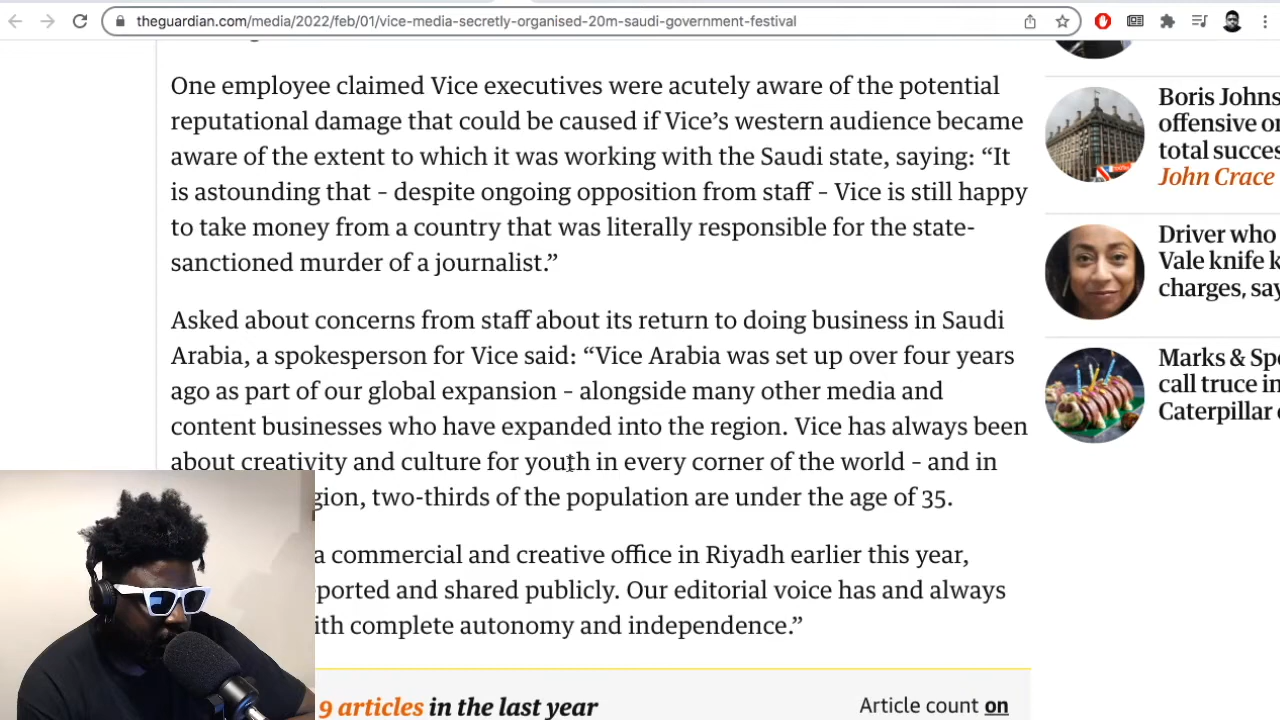 theguardian.com/media/2022/feb/01/vice-media-secretly-organised-20m-saudi-government-festival
One employee claimed Vice executives were acutely aware of the potential
reputational damage that could be caused if Vice's western audience became
aware of the extent to which it was working with the Saudi state, saying: “It
is astounding that – despite ongoing opposition from staff – Vice is still happy
to take money from a country that was literally responsible for the state-
sanctioned murder of a journalist.”
Asked about concerns from staff about its return to doing business in Saudi
Arabia, a spokesperson for Vice said: “Vice Arabia was set up over four years
ago as part of our global expansion – alongside many other media and
content businesses who have expanded into the region. Vice has always been
about creativity and culture for youth in every corner of the world – and in
gion, two-thirds of the population are under the age of 35.
a commercial and creative office in Riyadh earlier this year,
ported and shared publicly. Our editorial voice has and always
ith complete autonomy and independence.”
9 articles in the last year
Article count on
Boris Johns
offensive o
total succes
John Crace
Driver who
Vale knife k
charges, say
Marks & Spe
call truce in
Caterpillar